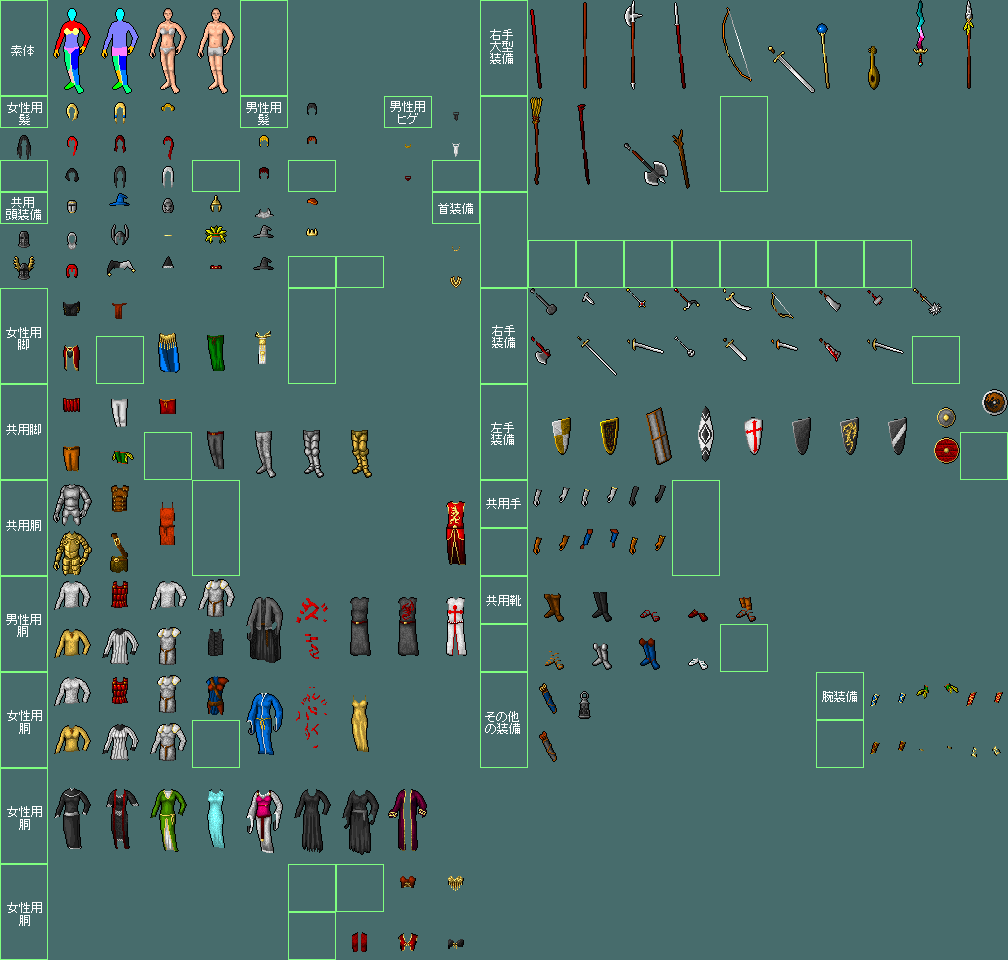 素体
女性用
髪
男性用
髪
男性用
ヒゲ
共用
頭装備
首装備
女性用
脚
共用脚
共用胴
男性用
胴
女性用
胴
女性用
胴
女性用
胴
右手
大型
装備
右手
装備
左手
装備
共用手
共用靴
その他
の装備
腕装備